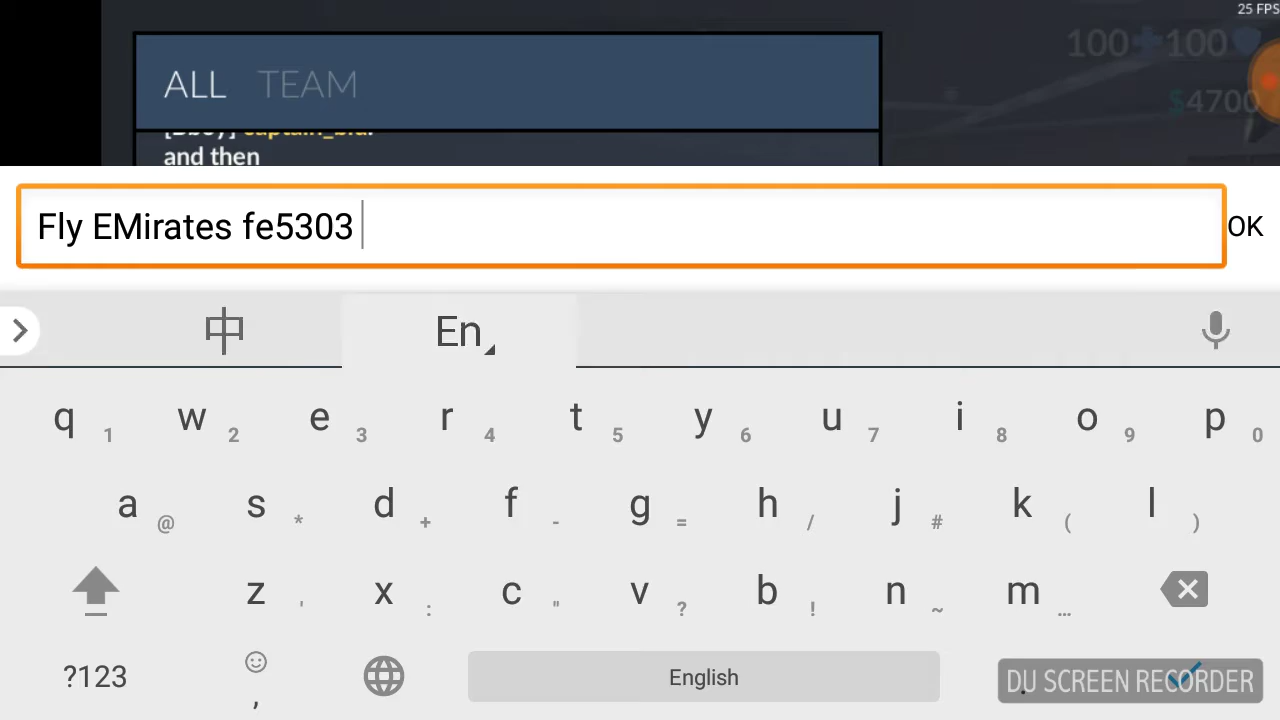 25 FPS
100 100
ALL TEAM
$4700
and then
Fly EMirates fe5303
OK
中 En
q 1 w 2 e 3 r 4 t 5 y 6 u 7 i 8 o 9 p 0
a @ s * d + f - g = h / j # k ( l )
z ' x : c " v ? b ! n ~ m …
?123 , English .
DU SCREEN RECORDER